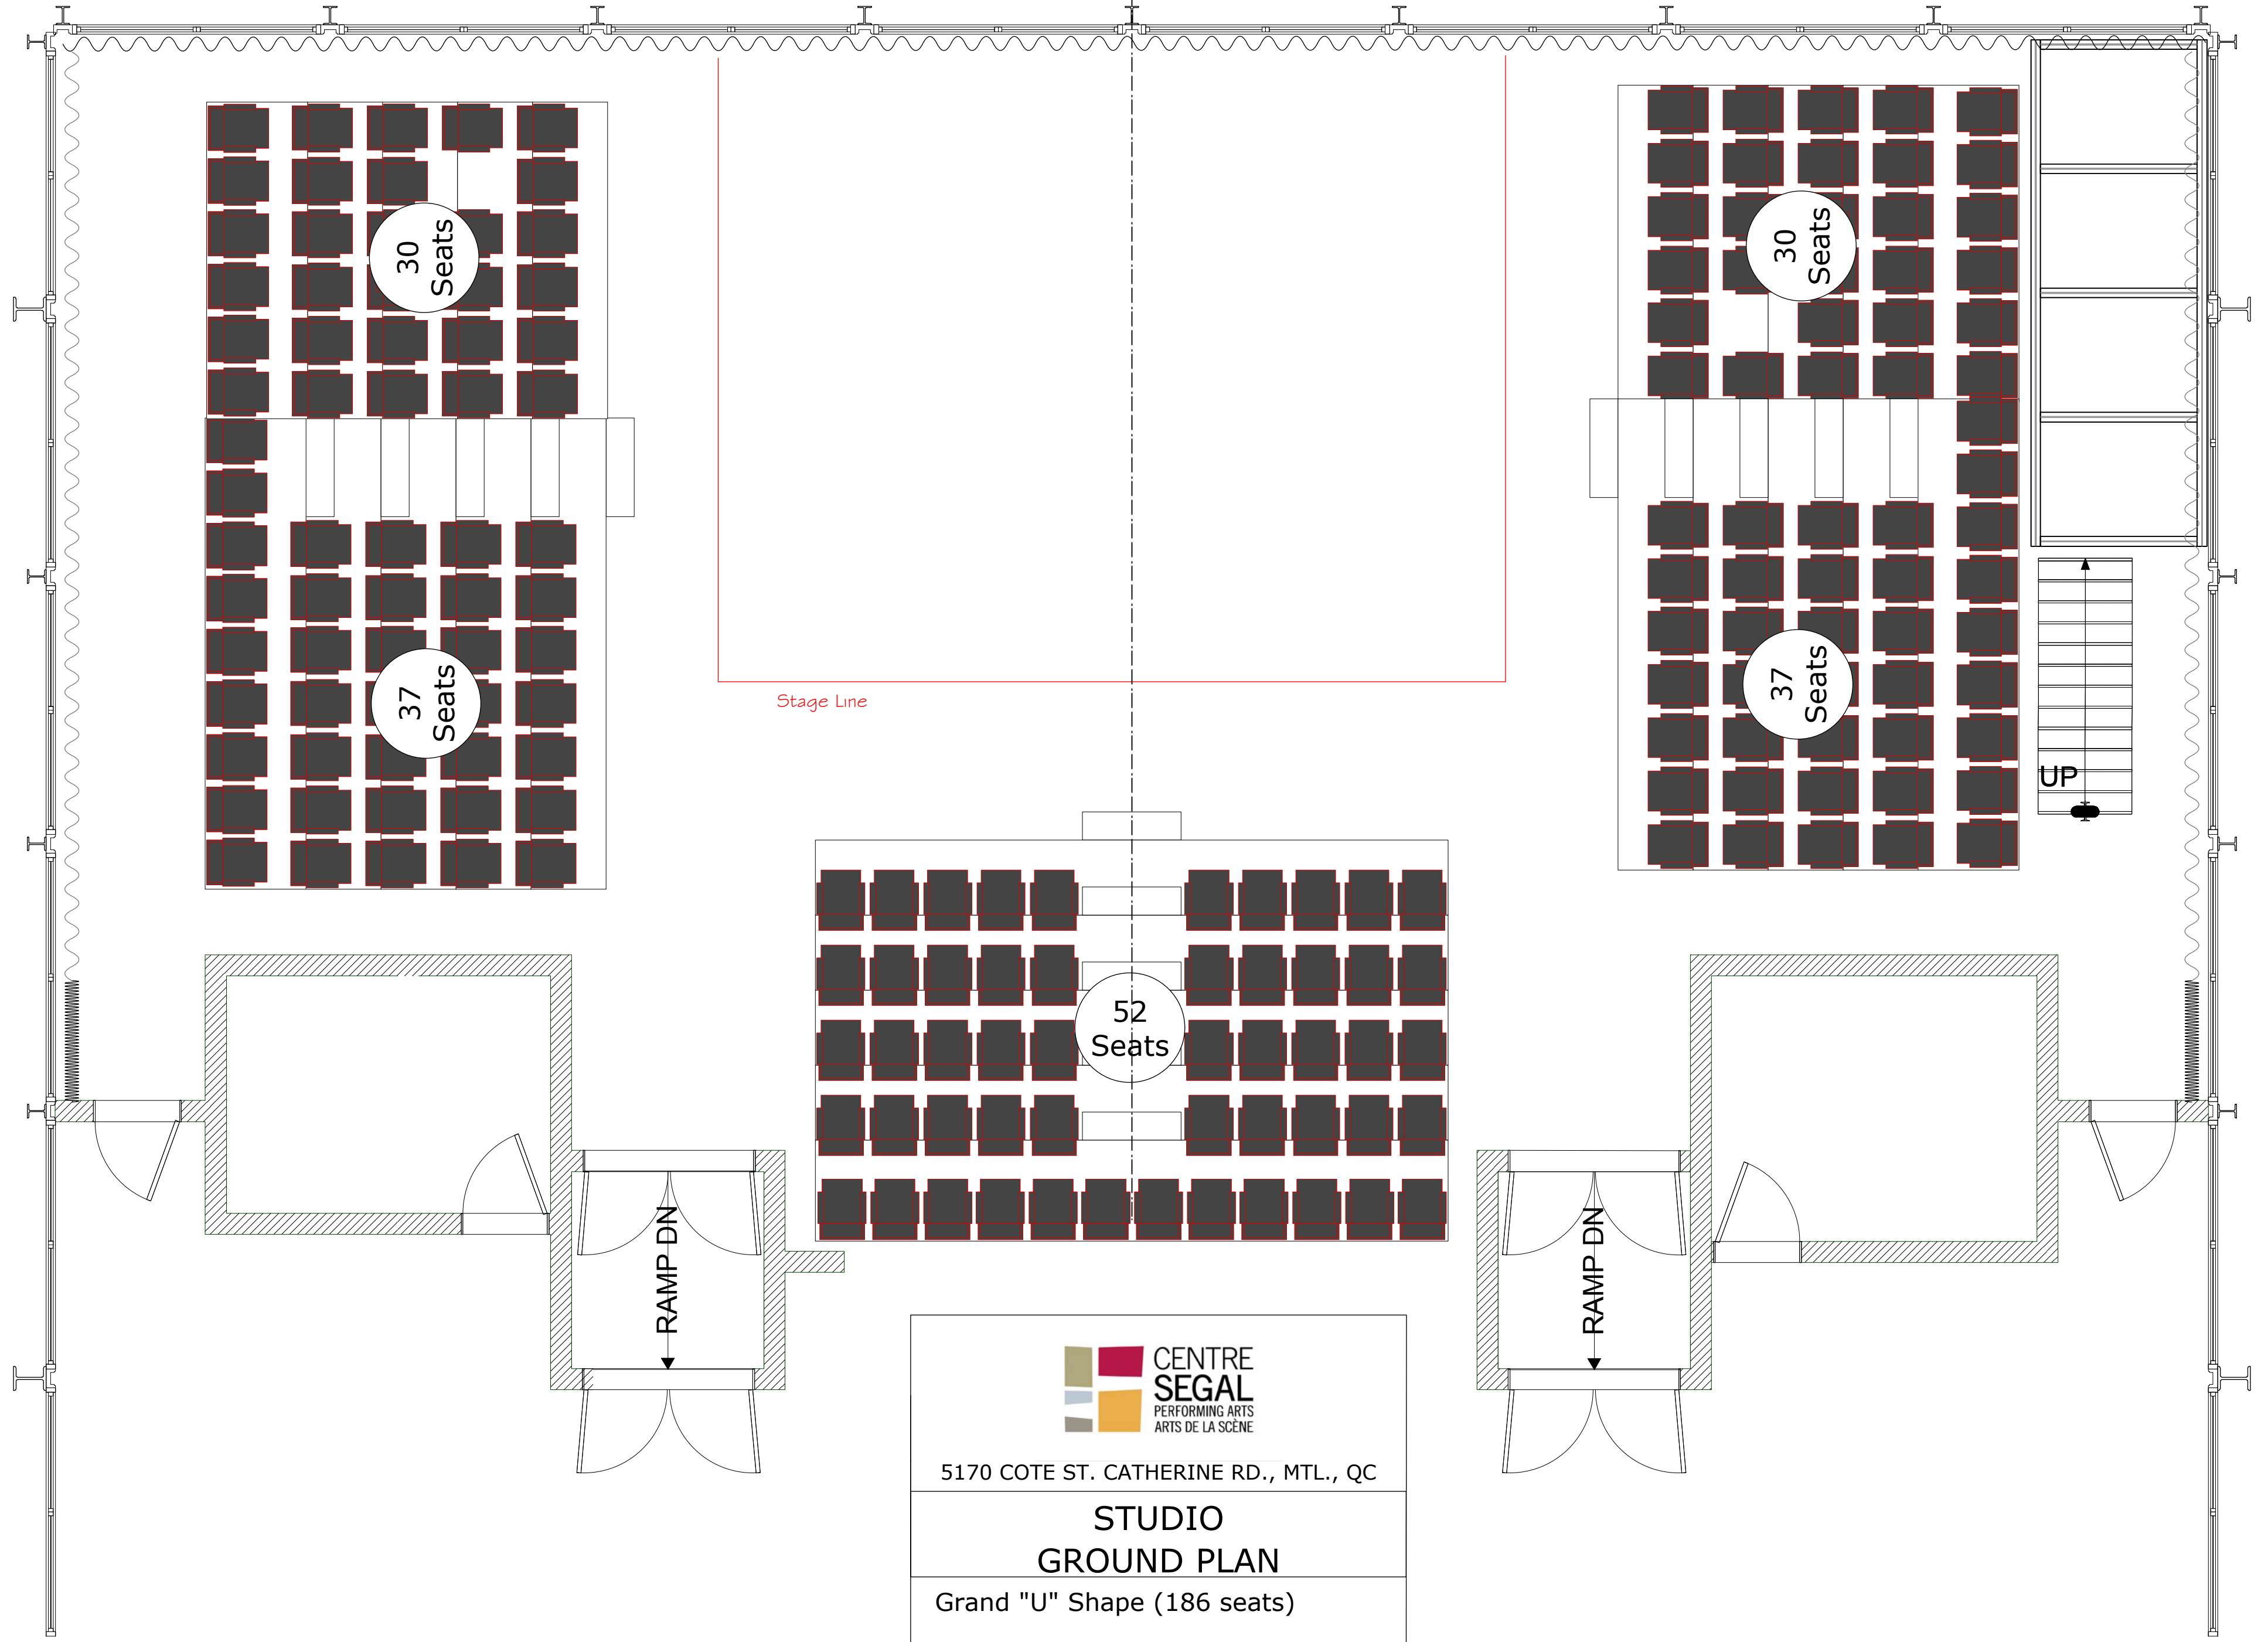 30
Seats
30
Seats
37
Seats
Stage Line
37
Seats
UP
52
Seats
RAMP DN
RAMP DN
CENTRE
SEGAL
PERFORMING ARTS
ARTS DE LA SCÈNE
5170 COTE ST. CATHERINE RD., MTL., QC
STUDIO
GROUND PLAN
Grand "U" Shape (186 seats)